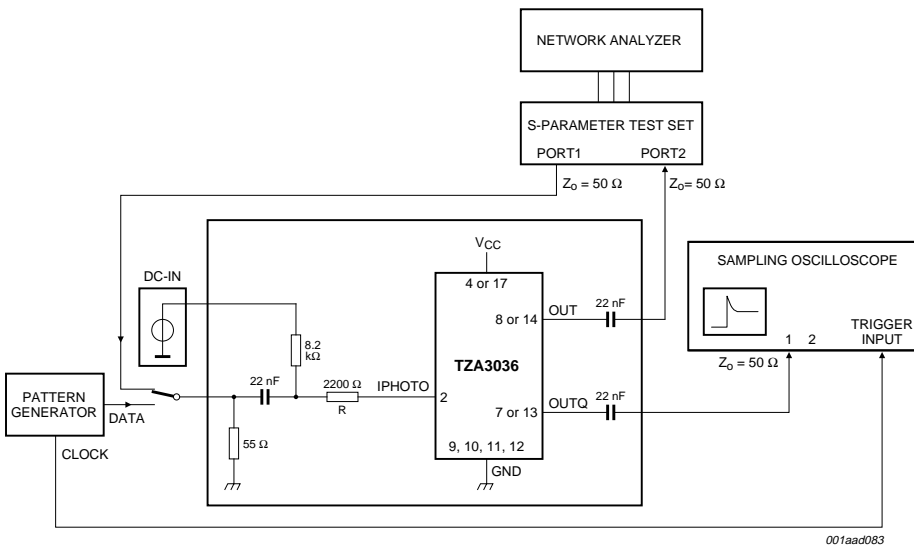 NETWORK ANALYZER
S-PARAMETER TEST SET
PORT1 PORT2
Zo = 50 Ω Zo= 50 Ω
VCC
4 or 17
DC-IN
SAMPLING OSCILLOSCOPE
8 or 14
OUT
22 nF
TRIGGER
INPUT
1 2
Zo = 50 Ω
8.2
kΩ
TZA3036
22 nF
2200 Ω
R
IPHOTO
2
7 or 13
OUTQ
22 nF
PATTERN
GENERATOR
DATA
CLOCK
55 Ω
9, 10, 11, 12
GND
001aad083